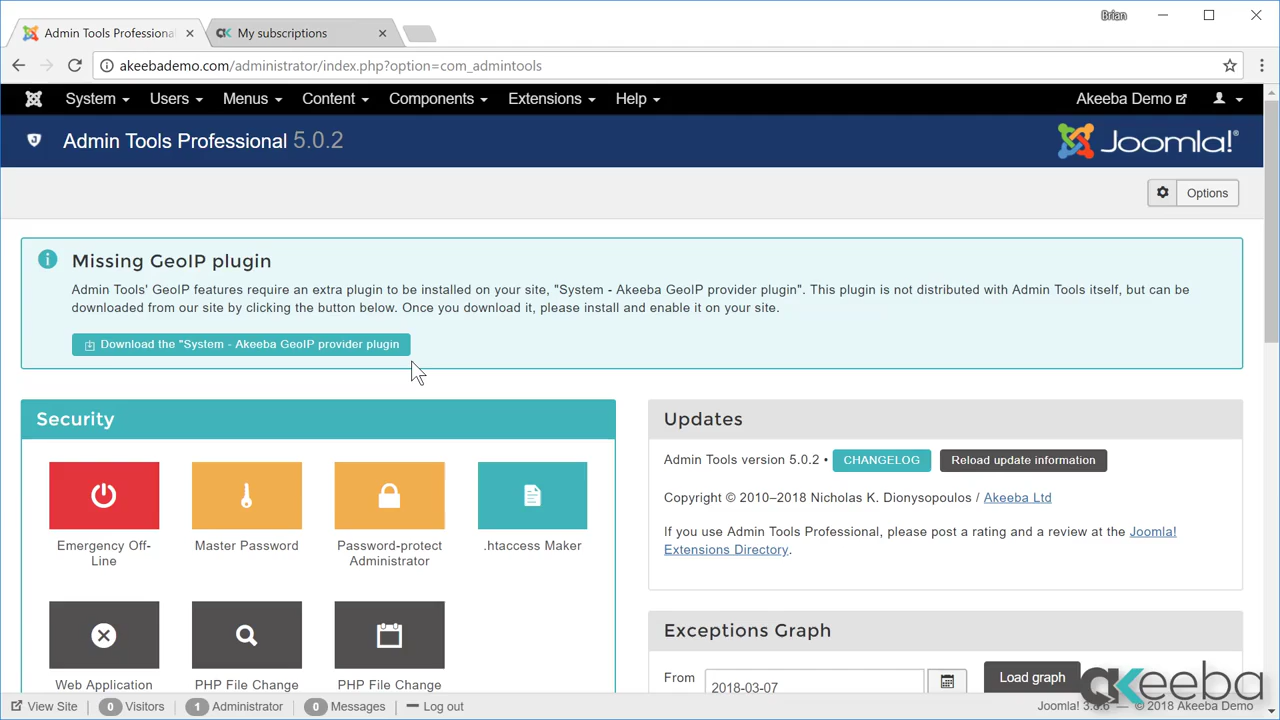 Brian
Admin Tools Professional
My subscriptions
akeebademo.com/administrator/index.php?option=com_admintools
System Users Menus Content Components Extensions Help Akeeba Demo
Admin Tools Professional 5.0.2
Joomla!®
Options
Missing GeoIP plugin
Admin Tools' GeoIP features require an extra plugin to be installed on your site, "System - Akeeba GeoIP provider plugin". This plugin is not distributed with Admin Tools itself, but can be
downloaded from our site by clicking the button below. Once you download it, please install and enable it on your site.
Download the "System - Akeeba GeoIP provider plugin
Security
Emergency Off-
Line
Master Password
Password-protect
Administrator
.htaccess Maker
Web Application
PHP File Change
PHP File Change
Updates
Admin Tools version 5.0.2 • CHANGELOG Reload update information
Copyright © 2010–2018 Nicholas K. Dionysopoulos / Akeeba Ltd
If you use Admin Tools Professional, please post a rating and a review at the Joomla!
Extensions Directory.
Exceptions Graph
From 2018-03-07 Load graph
akeeba
View Site 0 Visitors 1 Administrator 0 Messages Log out
Joomla! — © 2018 Akeeba Demo